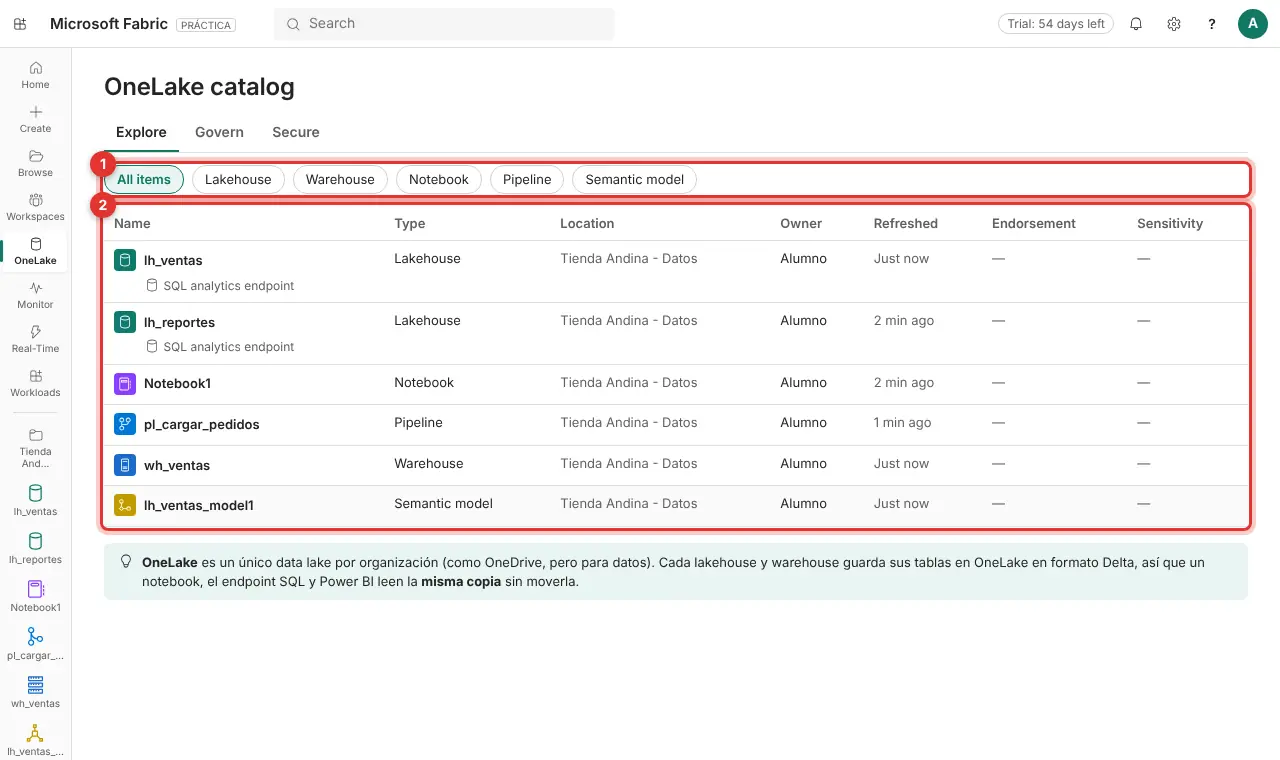 Microsoft Fabric PRÁCTICA
Search
Trial: 54 days left
?
A
Home
Create
Browse
Workspaces
OneLake
Monitor
Real-Time
Workloads
Tienda
And...
lh_ventas
lh_reportes
Notebook1
pl_cargar_...
wh_ventas
lh_ventas_...
OneLake catalog
Explore Govern Secure
1
All items Lakehouse Warehouse Notebook Pipeline Semantic model
2
Name Type Location Owner Refreshed Endorsement Sensitivity
lh_ventas Lakehouse Tienda Andina - Datos Alumno Just now — —
SQL analytics endpoint
lh_reportes Lakehouse Tienda Andina - Datos Alumno 2 min ago — —
SQL analytics endpoint
Notebook1 Notebook Tienda Andina - Datos Alumno 2 min ago — —
pl_cargar_pedidos Pipeline Tienda Andina - Datos Alumno 1 min ago — —
wh_ventas Warehouse Tienda Andina - Datos Alumno Just now — —
lh_ventas_model1 Semantic model Tienda Andina - Datos Alumno Just now — —
OneLake es un único data lake por organización (como OneDrive, pero para datos). Cada lakehouse y warehouse guarda sus tablas en OneLake en formato Delta, así que un
notebook, el endpoint SQL y Power BI leen la misma copia sin moverla.